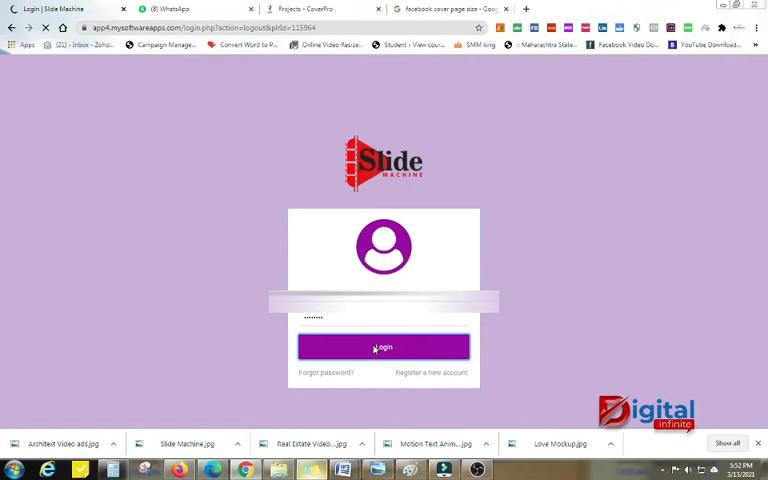 Login | Slide Machine
(8) WhatsApp
Projects - CoverPro
facebook cover page size - Goo
app4.mysoftwareapps.com/login.php?action=logout&plrId=115964
Apps
(21) - Inbox - Zoho...
Campaign Manage...
Convert Word to P...
Online Video Resize...
Student - View cour...
SMM king
:: Maharashtra State...
Facebook Video Do...
YouTube Download...
Slide
MACHINE
Login
Forgot password?
Register a new account
Digital
infinite
Architext Video ads.jpg
Slide Machine.jpg
Real Estate Video....jpg
Motion Text Anim....jpg
Love Mockup.jpg
Show all
5:52 PM
3/13/2021